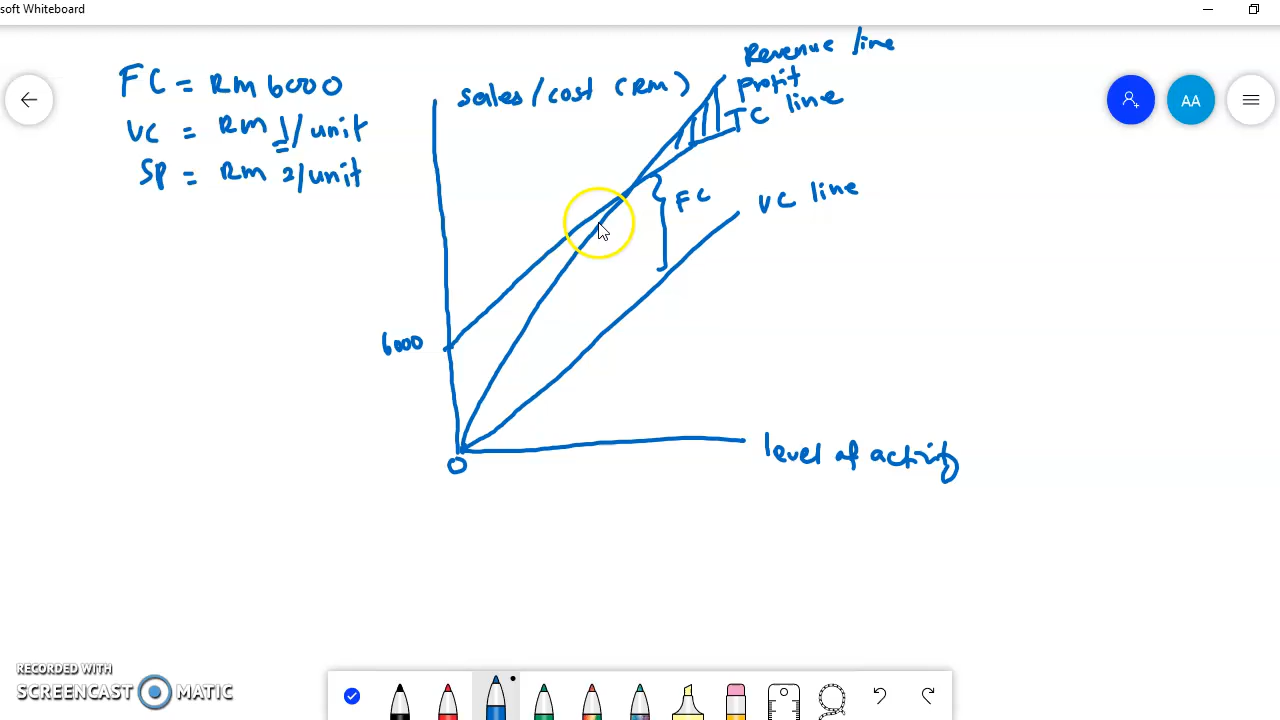 soft Whiteboard
FC = RM 6000
VC = RM 1/unit
SP = RM 2/unit
sales/cost (RM)
Revenue line
profit
TC line
FC
VC line
6000
0
level of activity
AA
RECORDED WITH
SCREENCAST MATIC